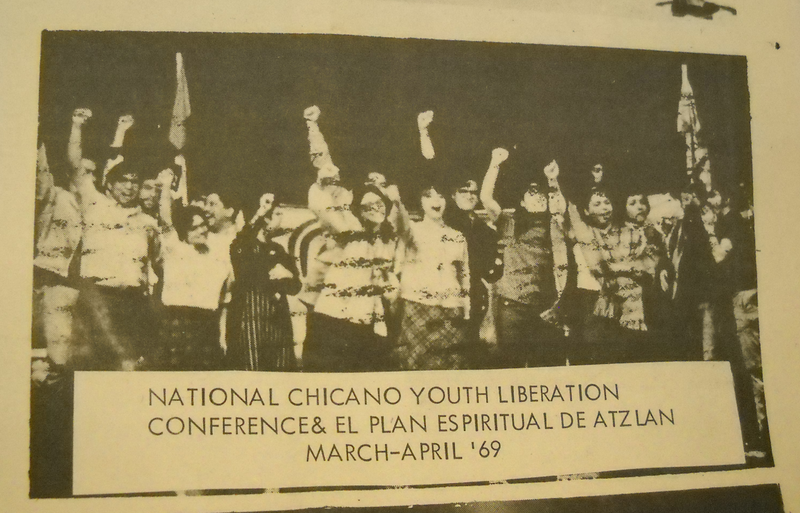 NATIONAL CHICANO YOUTH LIBERATION
CONFERENCE& EL PLAN ESPIRITUAL DE ATZLAN
MARCH-APRIL '69